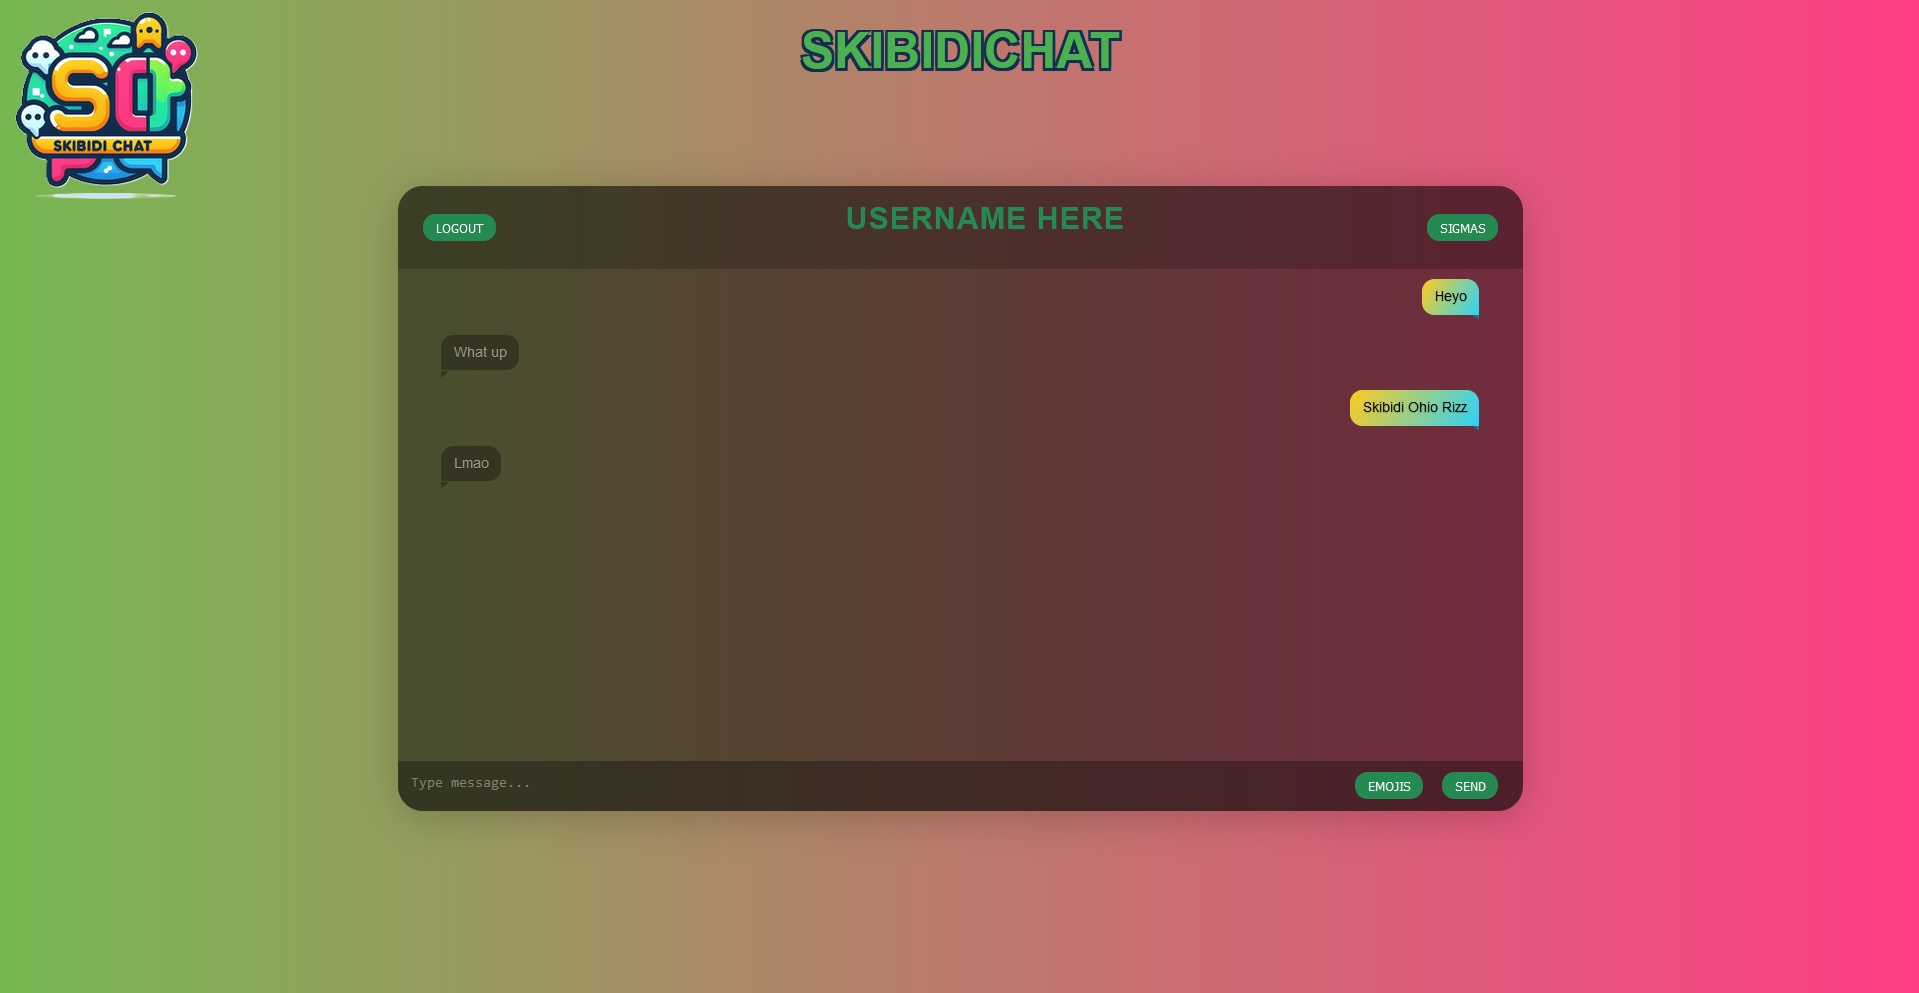 SKIBIDICHAT
SC
SKIBIDI CHAT
LOGOUT
USERNAME HERE
SIGMAS
Heyo
What up
Skibidi Ohio Rizz
Lmao
Type message...
EMOJIS
SEND